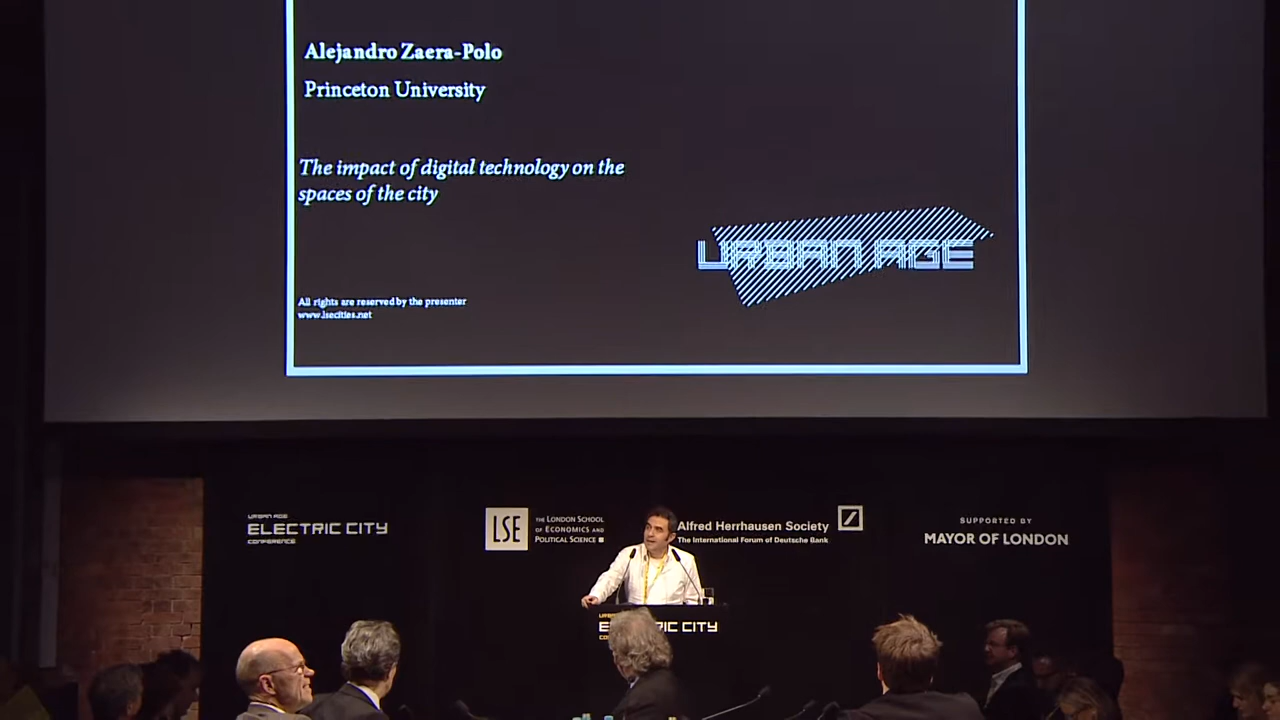 Alejandro Zaera-Polo
Princeton University
The impact of digital technology on the
spaces of the city
URBAN AGE
All rights are reserved by the presenter
www.lsecities.net
URBAN AGE
ELECTRIC CITY
CONFERENCE
LSE
THE LONDON SCHOOL
OF ECONOMICS AND
POLITICAL SCIENCE
Alfred Herrhausen Society
The International Forum of Deutsche Bank
SUPPORTED BY
MAYOR OF LONDON
CITY